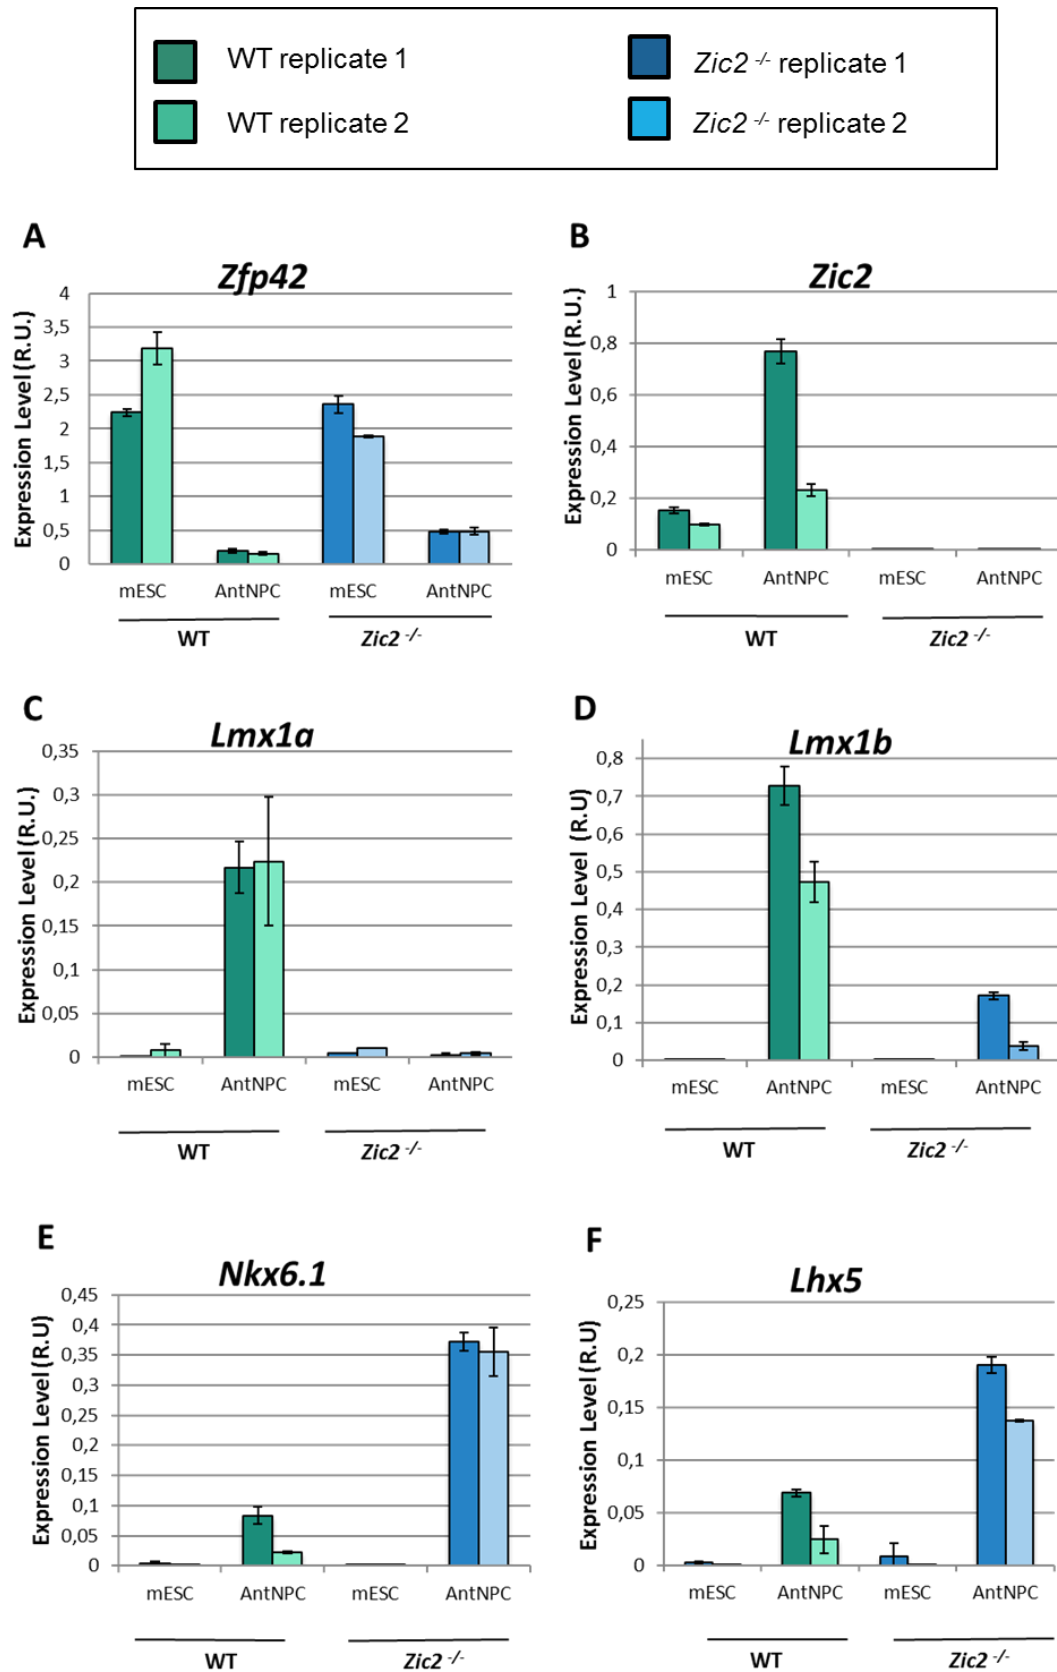 WT replicate 1
Zic2 -/- replicate 1
WT replicate 2
Zic2 -/- replicate 2
A
Zfp42
Expression Level (R.U.)
4
3,5
3
2,5
2
1,5
1
0,5
0
mESC AntNPC mESC AntNPC
WT Zic2 -/-
B
Zic2
Expression Level (R.U.)
1
0,8
0,6
0,4
0,2
0
mESC AntNPC mESC AntNPC
WT Zic2 -/-
C
Lmx1a
Expression Level (R.U.)
0,35
0,3
0,25
0,2
0,15
0,1
0,05
0
mESC AntNPC mESC AntNPC
WT Zic2 -/-
D
Lmx1b
Expression Level (R.U)
0,8
0,7
0,6
0,5
0,4
0,3
0,2
0,1
0
mESC AntNPC mESC AntNPC
WT Zic2 -/-
E
Nkx6.1
Expression Level (R.U)
0,45
0,4
0,35
0,3
0,25
0,2
0,15
0,1
0,05
0
mESC AntNPC mESC AntNPC
WT Zic2 -/-
F
Lhx5
Expression Level (R.U)
0,25
0,2
0,15
0,1
0,05
0
mESC AntNPC mESC AntNPC
WT Zic2 -/-